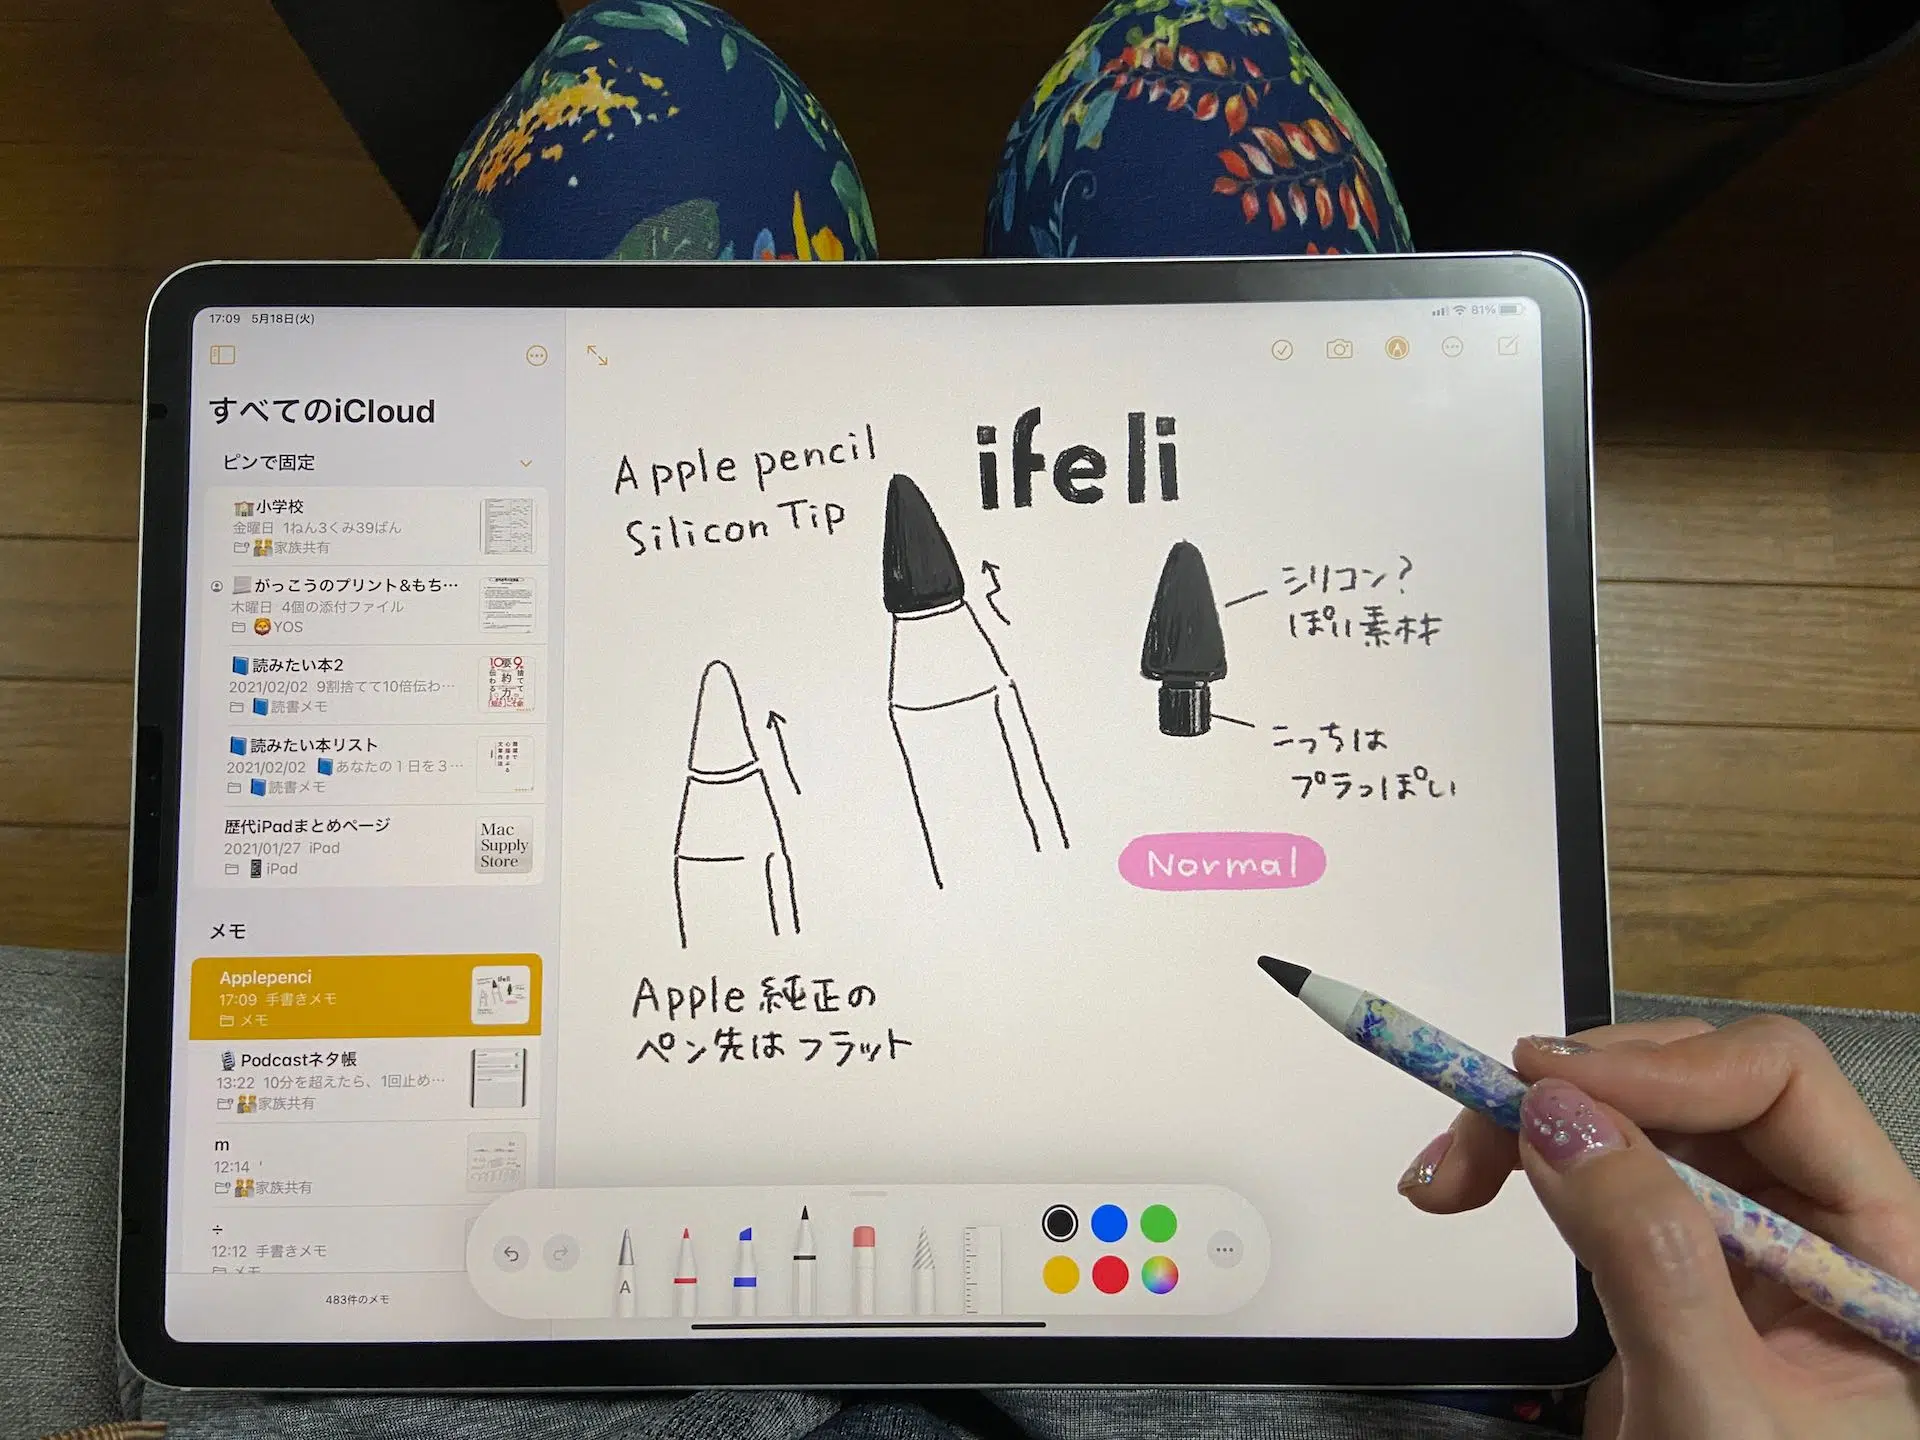 17:09 5月18日(火)
81%
すべてのiCloud
ピンで固定
小学校
金曜日 1ねん3くみ39ばん
家族共有
がっこうのプリント&もち…
木曜日 4個の添付ファイル
YOS
読みたい本2
2021/02/02 9割捨てて10倍伝わ…
読書メモ
読みたい本リスト
2021/02/02 あなたの1日を3…
読書メモ
歴代iPadまとめページ
2021/01/27 iPad
iPad
Mac
Supply
Store
メモ
Applepenci
17:09 手書きメモ
メモ
Podcastネタ帳
13:22 10分を超えたら、1回止め…
家族共有
m
12:14 '
家族共有
÷
12:12 手書きメモ
メモ
483件のメモ
Apple pencil
Silicon Tip
ifeli
シリコン?
ぽい素材
こっちは
プラっぽい
Normal
Apple 純正の
ペン先はフラット
A